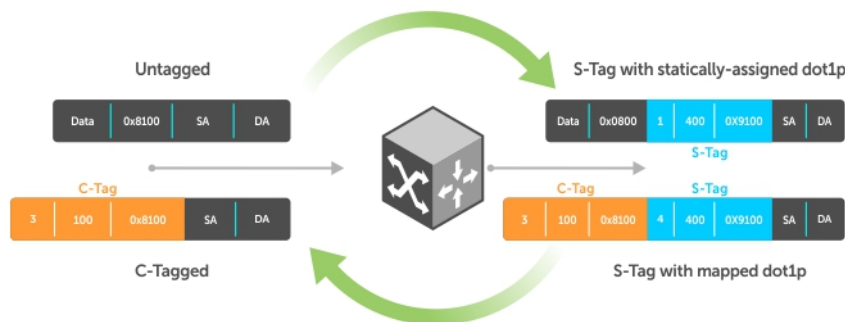 Untagged
S-Tag with statically-assigned dot1p
Data 0x8100 SA DA
Data 0x0800 1 400 0X9100 SA DA
S-Tag
C-Tag
C-Tag
S-Tag
3 100 0x8100 SA DA
3 100 0x8100 4 400 0X9100 SA DA
C-Tagged
S-Tag with mapped dot1p